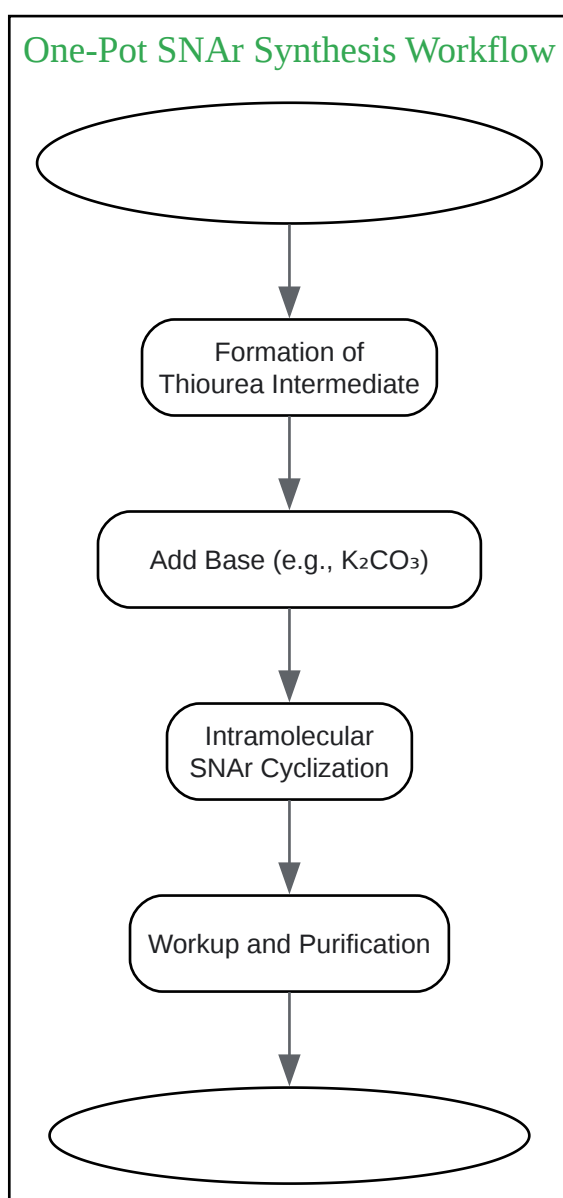 One-Pot SNAr Synthesis Workflow
Formation of
Thiourea Intermediate
Add Base (e.g., K₂CO₃)
Intramolecular
SNAr Cyclization
Workup and Purification